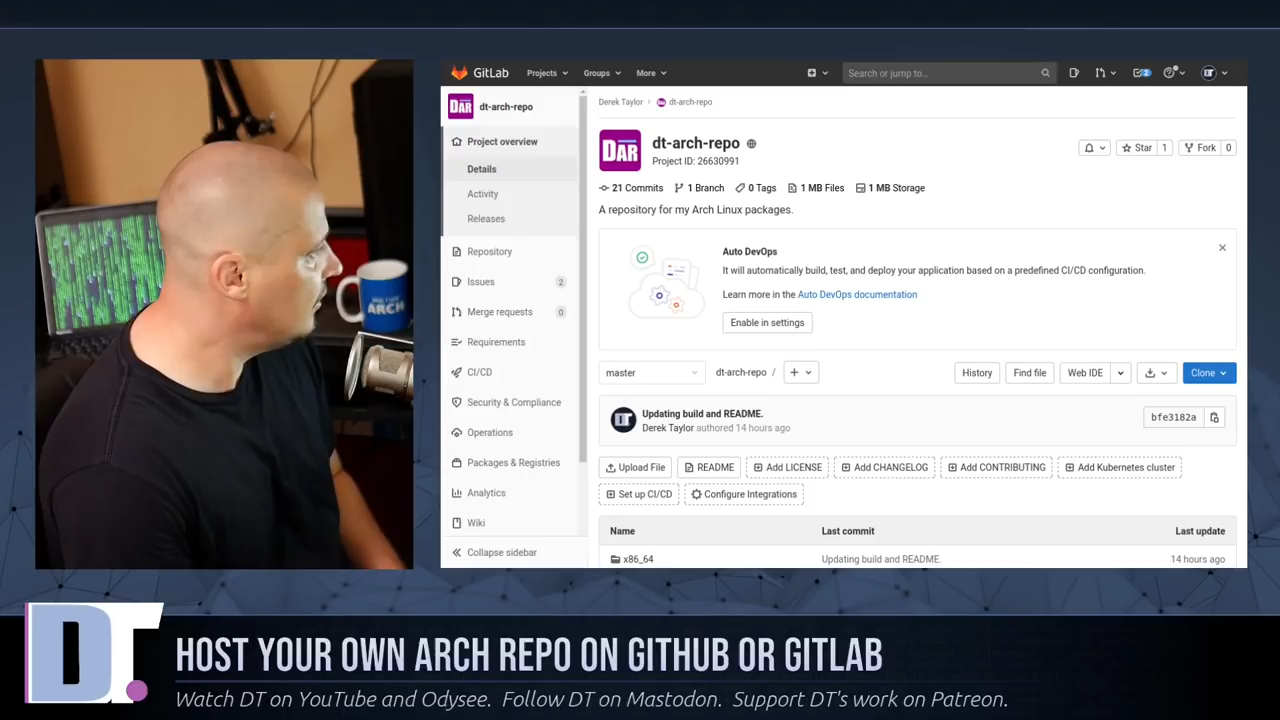 GitLab
Projects
Groups
More
Search or jump to...
DAR
dt-arch-repo
Project overview
Details
Activity
Releases
Repository
Issues 2
Merge requests 0
Requirements
CI/CD
Security & Compliance
Operations
Packages & Registries
Analytics
Wiki
Collapse sidebar
Derek Taylor > dt-arch-repo
DAR
dt-arch-repo
Project ID: 26630991
Star 1
Fork 0
21 Commits 1 Branch 0 Tags 1 MB Files 1 MB Storage
A repository for my Arch Linux packages.
Auto DevOps
It will automatically build, test, and deploy your application based on a predefined CI/CD configuration.
Learn more in the Auto DevOps documentation
Enable in settings
master
dt-arch-repo /
+
History
Find file
Web IDE
Clone
DT
Updating build and README.
Derek Taylor authored 14 hours ago
bfe3182a
Upload File
README
Add LICENSE
Add CHANGELOG
Add CONTRIBUTING
Add Kubernetes cluster
Set up CI/CD
Configure Integrations
Name Last commit Last update
x86_64 Updating build and README. 14 hours ago
ARCH
DT.
HOST YOUR OWN ARCH REPO ON GITHUB OR GITLAB
Watch DT on YouTube and Odysee. Follow DT on Mastodon. Support DT's work on Patreon.